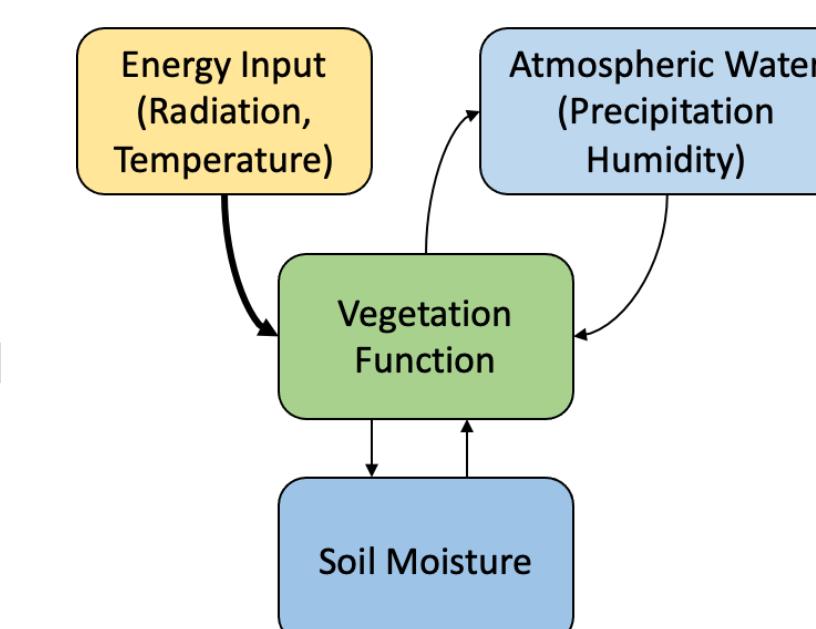 Energy Input
(Radiation,
Temperature)
Atmospheric Water
(Precipitation
Humidity)
Vegetation
Function
Soil Moisture